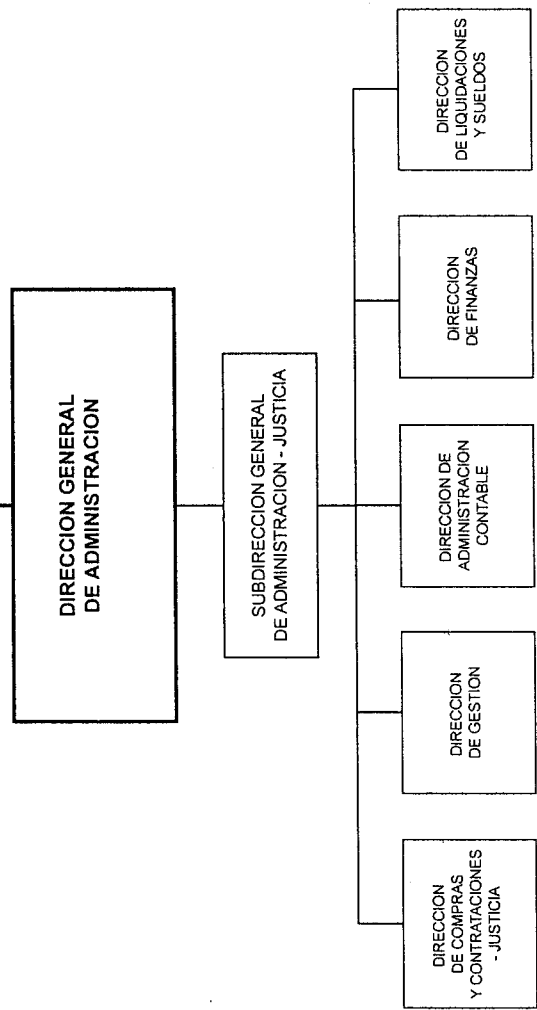 DIRECCION GENERAL
DE ADMINISTRACION
SUBDIRECCION GENERAL
DE ADMINISTRACION - JUSTICIA
DIRECCION
DE COMPRAS
Y CONTRATACIONES
- JUSTICIA
DIRECCION
DE GESTION
DIRECCION DE
ADMINISTRACION
CONTABLE
DIRECCION
DE FINANZAS
DIRECCION
DE LIQUIDACIONES
Y SUELDOS